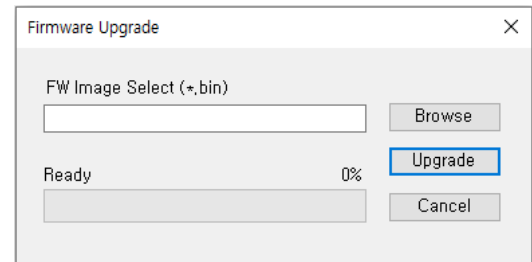 Firmware Upgrade
FW Image Select (*.bin)
Browse
Upgrade
Ready 0%
Cancel